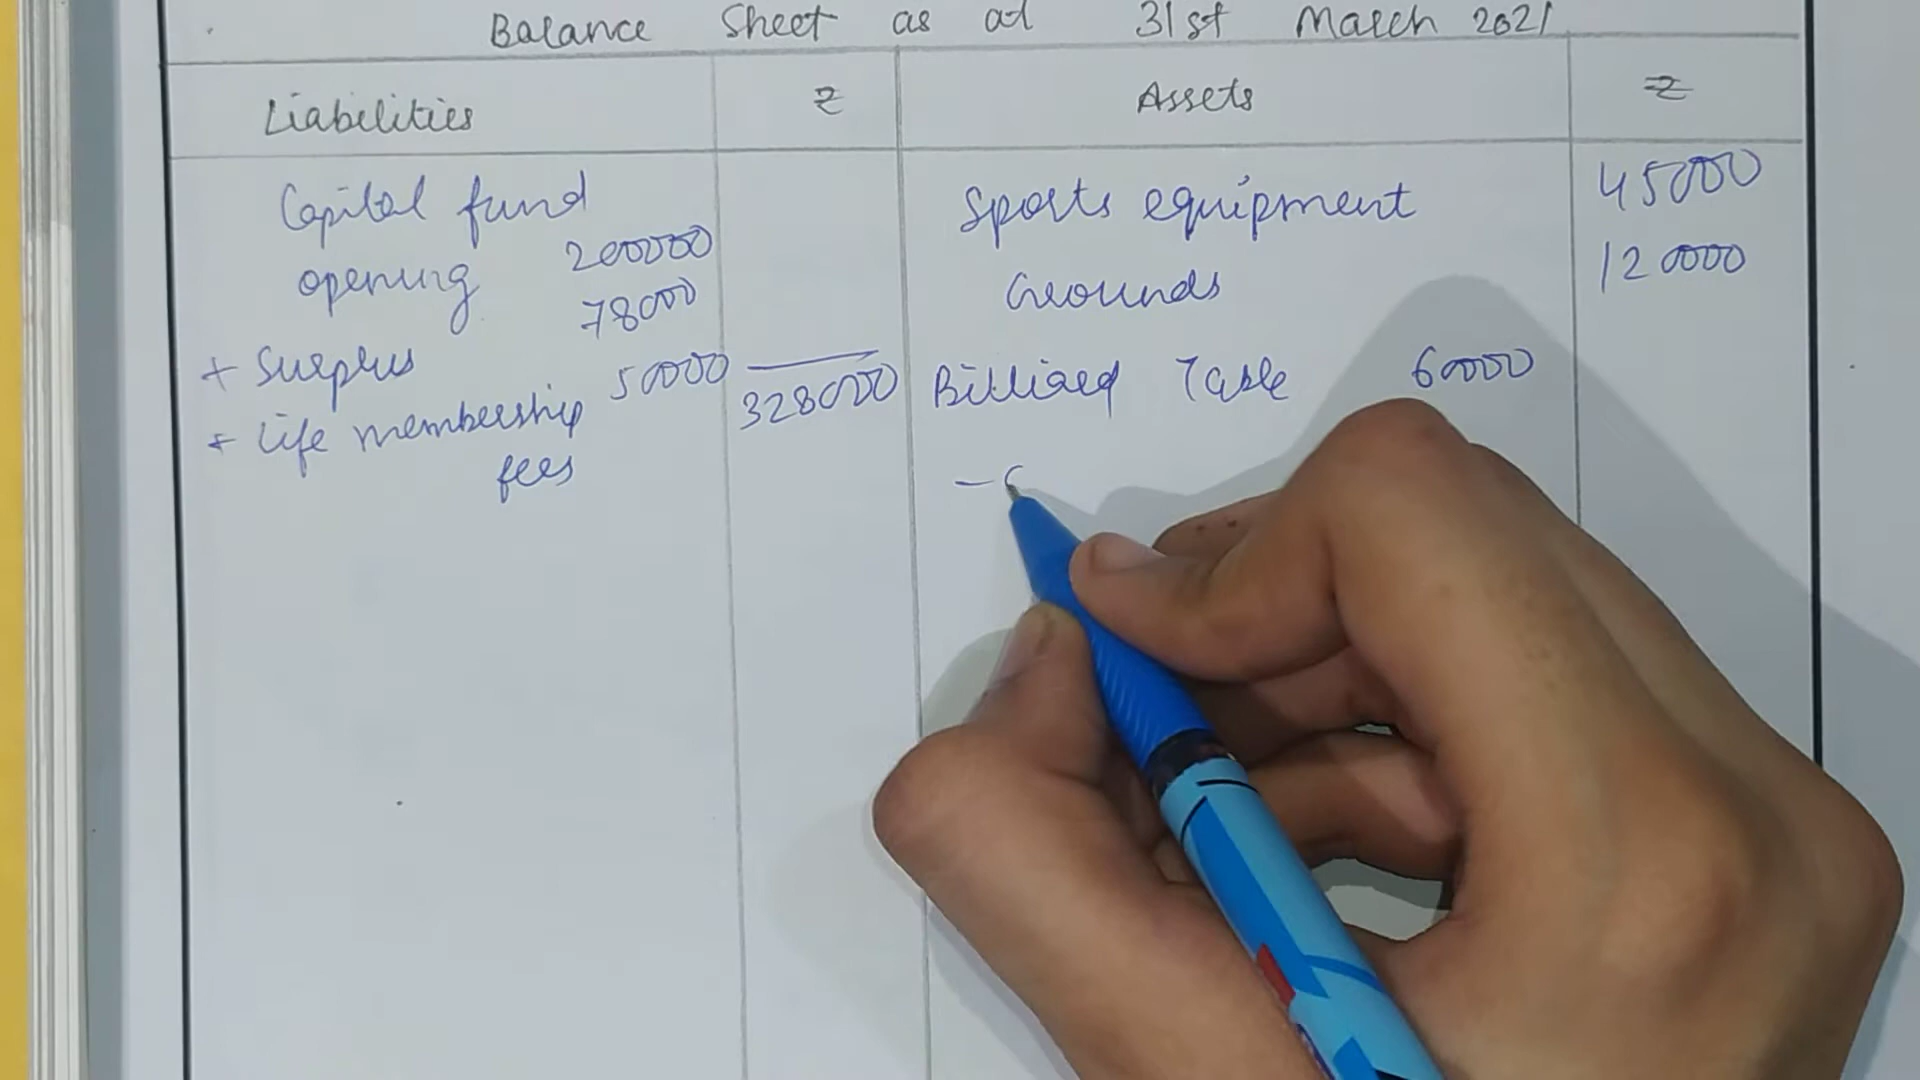 Balance Sheet as at 31st March 2021
Liabilities ₹ Assets ₹
Capital fund
opening 200000
+ Surplus 78000
+ Life membership 50000 328000
fees
Sports equipment 45000
Grounds 120000
Billiard Table 60000
-